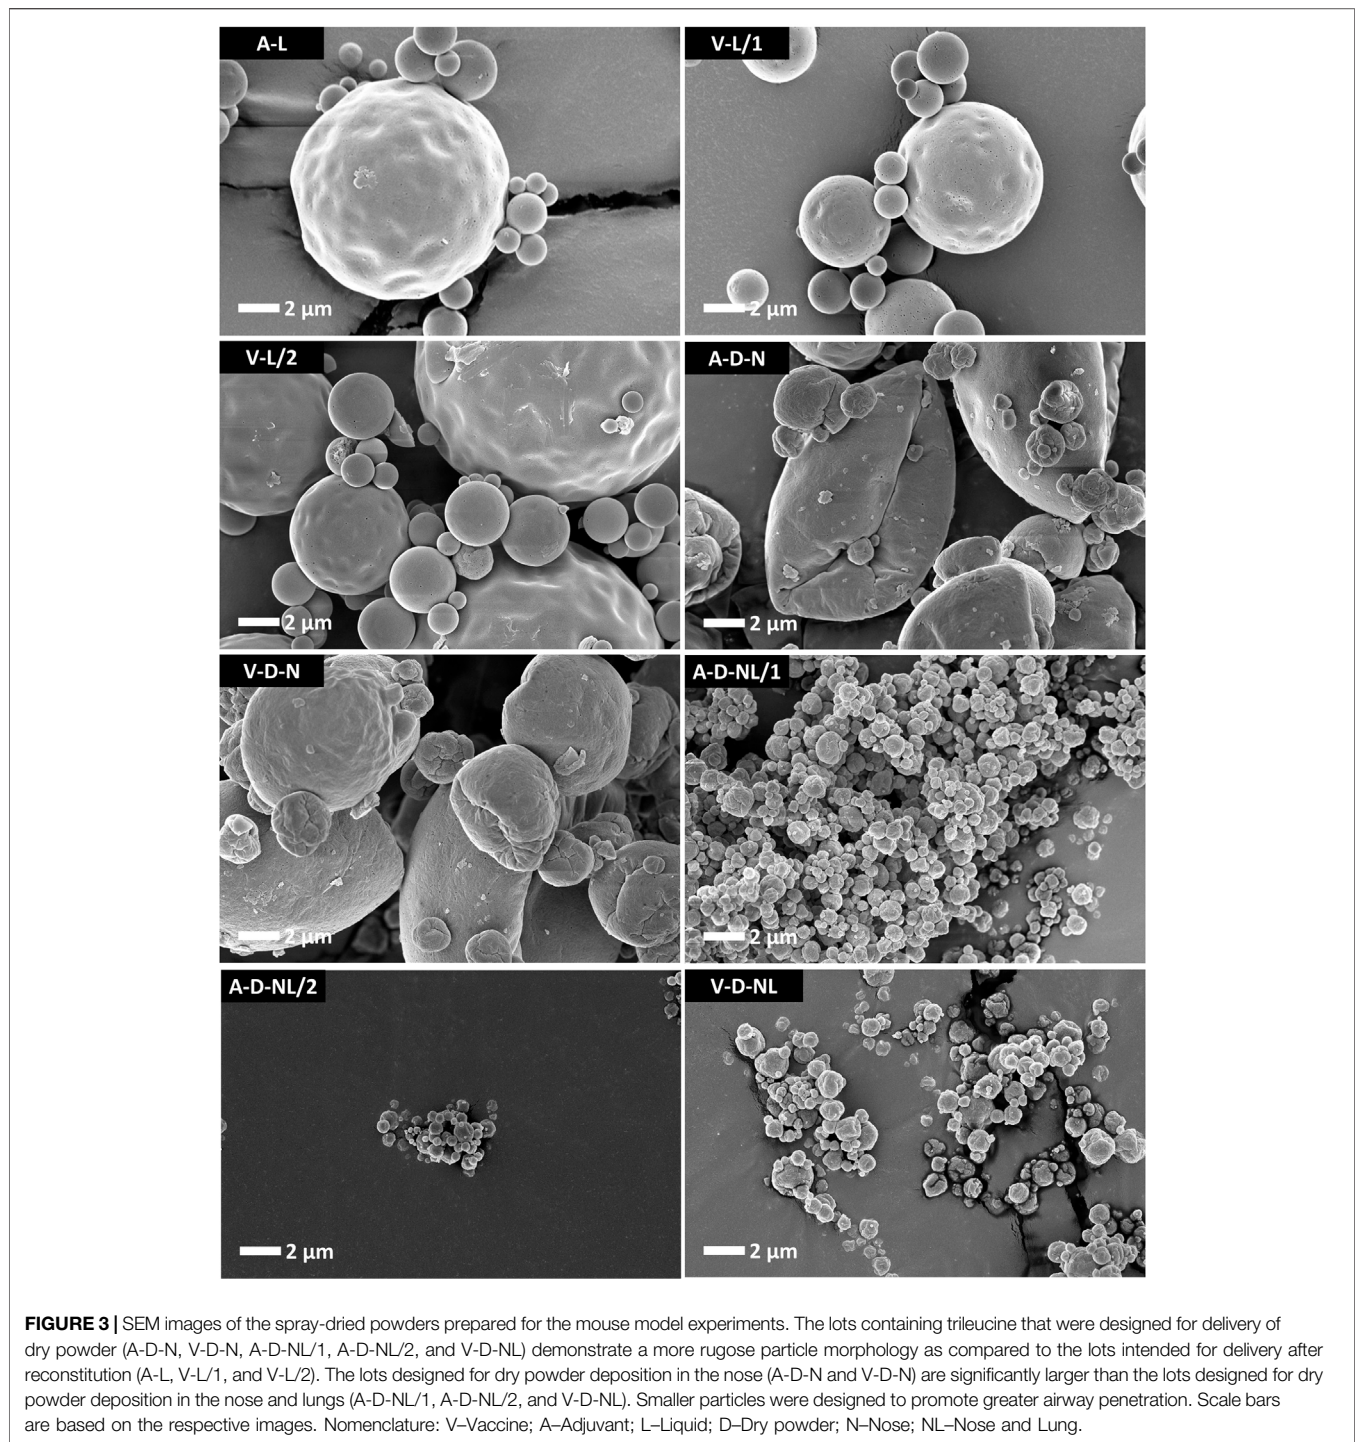 A-L
V-L/1
2 µm
2 µm
V-L/2
A-D-N
2 µm
2 µm
V-D-N
A-D-NL/1
2 µm
2 µm
A-D-NL/2
V-D-NL
2 µm
2 µm
FIGURE 3 | SEM images of the spray-dried powders prepared for the mouse model experiments. The lots containing trileucine that were designed for delivery of
dry powder (A-D-N, V-D-N, A-D-NL/1, A-D-NL/2, and V-D-NL) demonstrate a more rugose particle morphology as compared to the lots intended for delivery after
reconstitution (A-L, V-L/1, and V-L/2). The lots designed for dry powder deposition in the nose (A-D-N and V-D-N) are significantly larger than the lots designed for dry
powder deposition in the nose and lungs (A-D-NL/1, A-D-NL/2, and V-D-NL). Smaller particles were designed to promote greater airway penetration. Scale bars
are based on the respective images. Nomenclature: V–Vaccine; A–Adjuvant; L–Liquid; D–Dry powder; N–Nose; NL–Nose and Lung.